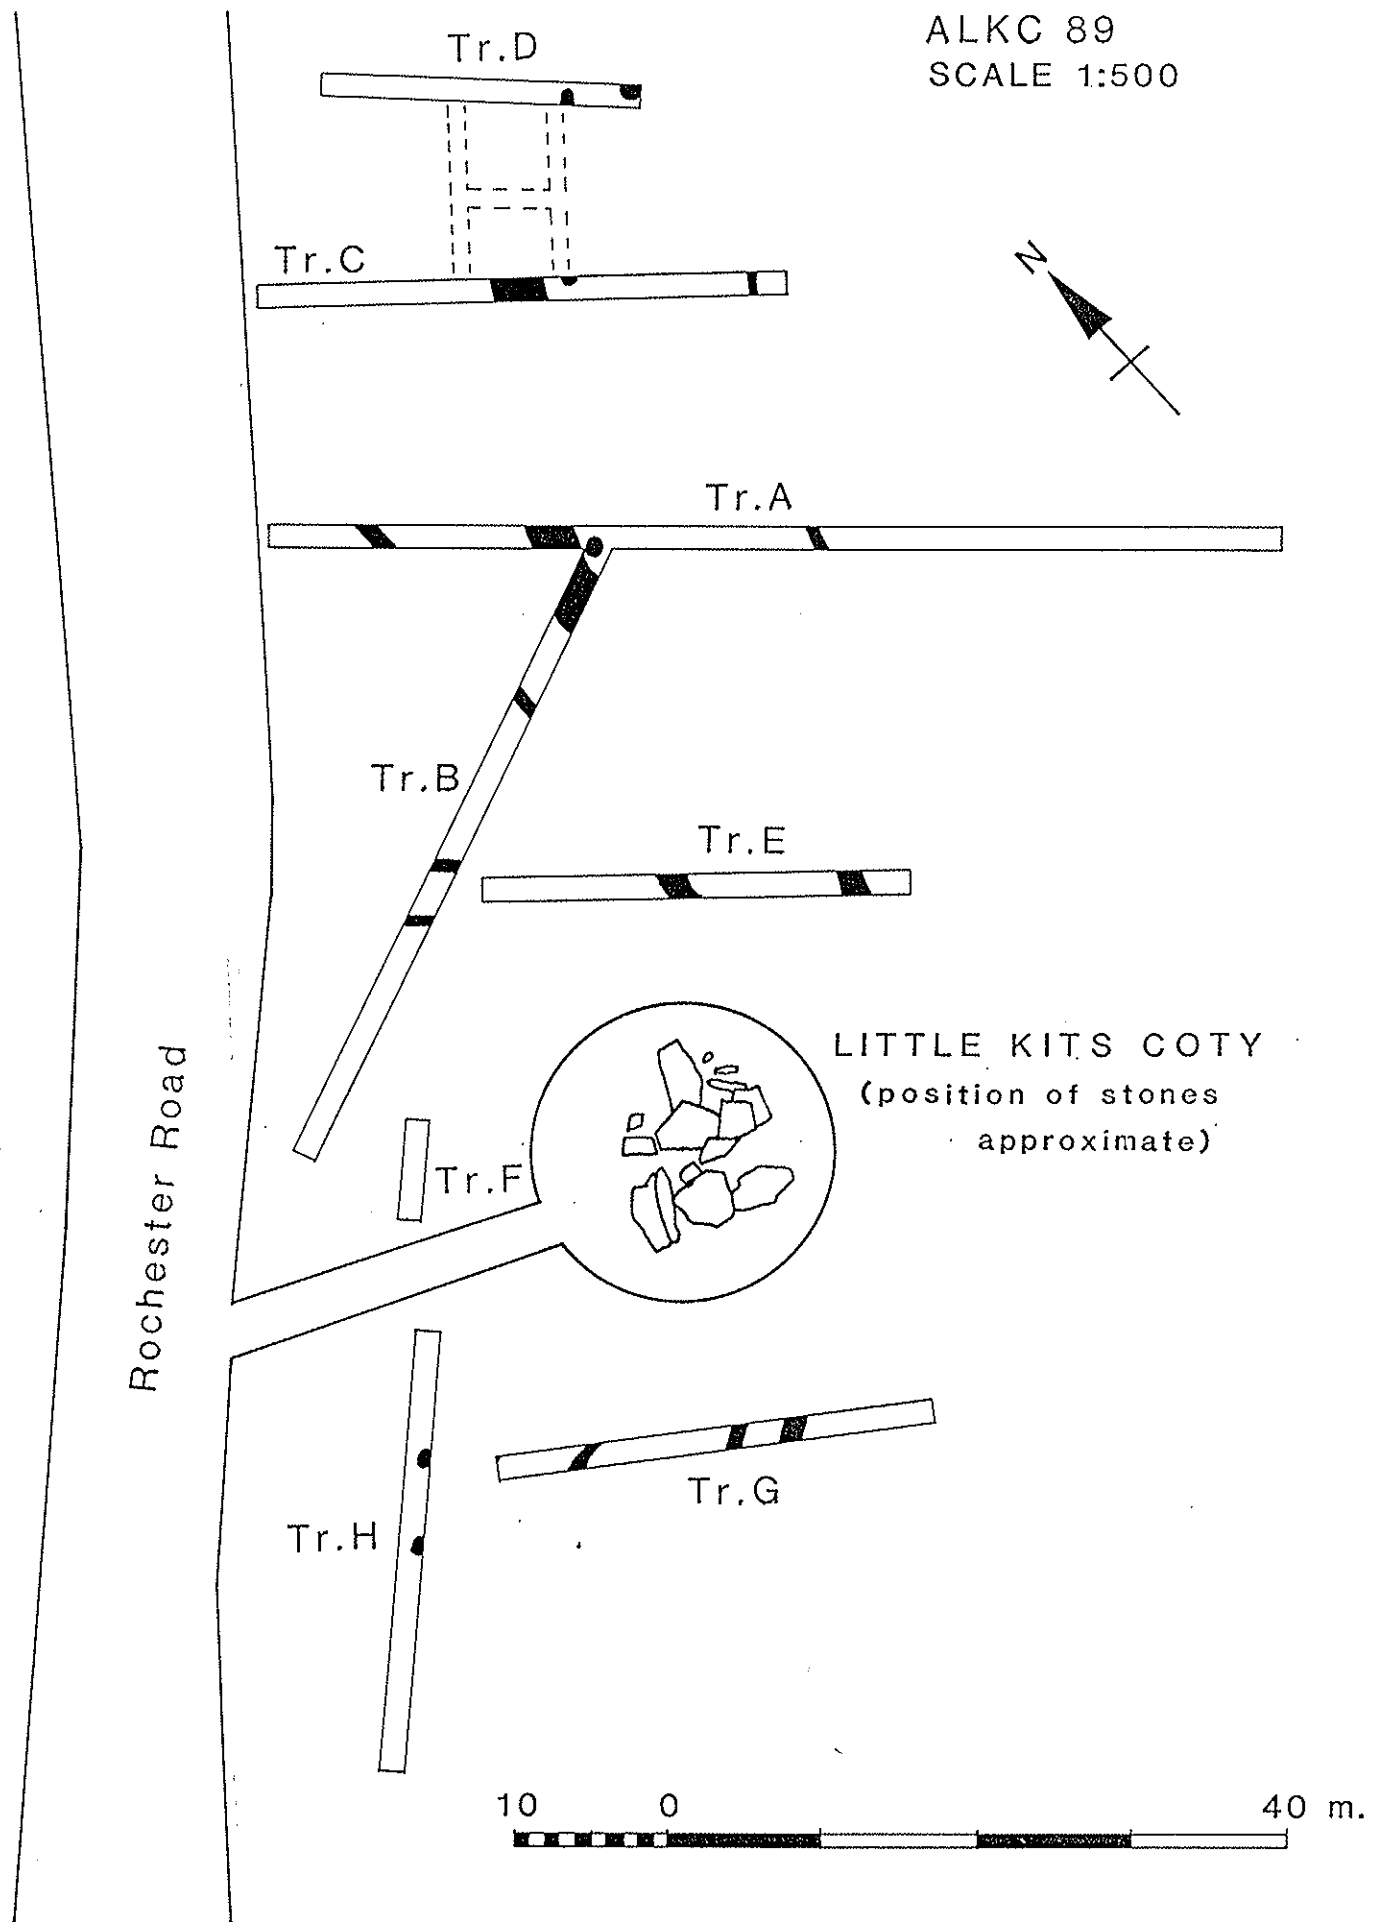 ALKC 89
SCALE 1:500
Tr.D
N
Tr.C
Tr.A
Tr.B
Tr.E
LITTLE KITS COTY
(position of stones
approximate)
Tr.F
Rochester Road
Tr.G
Tr.H
10 0 40 m.